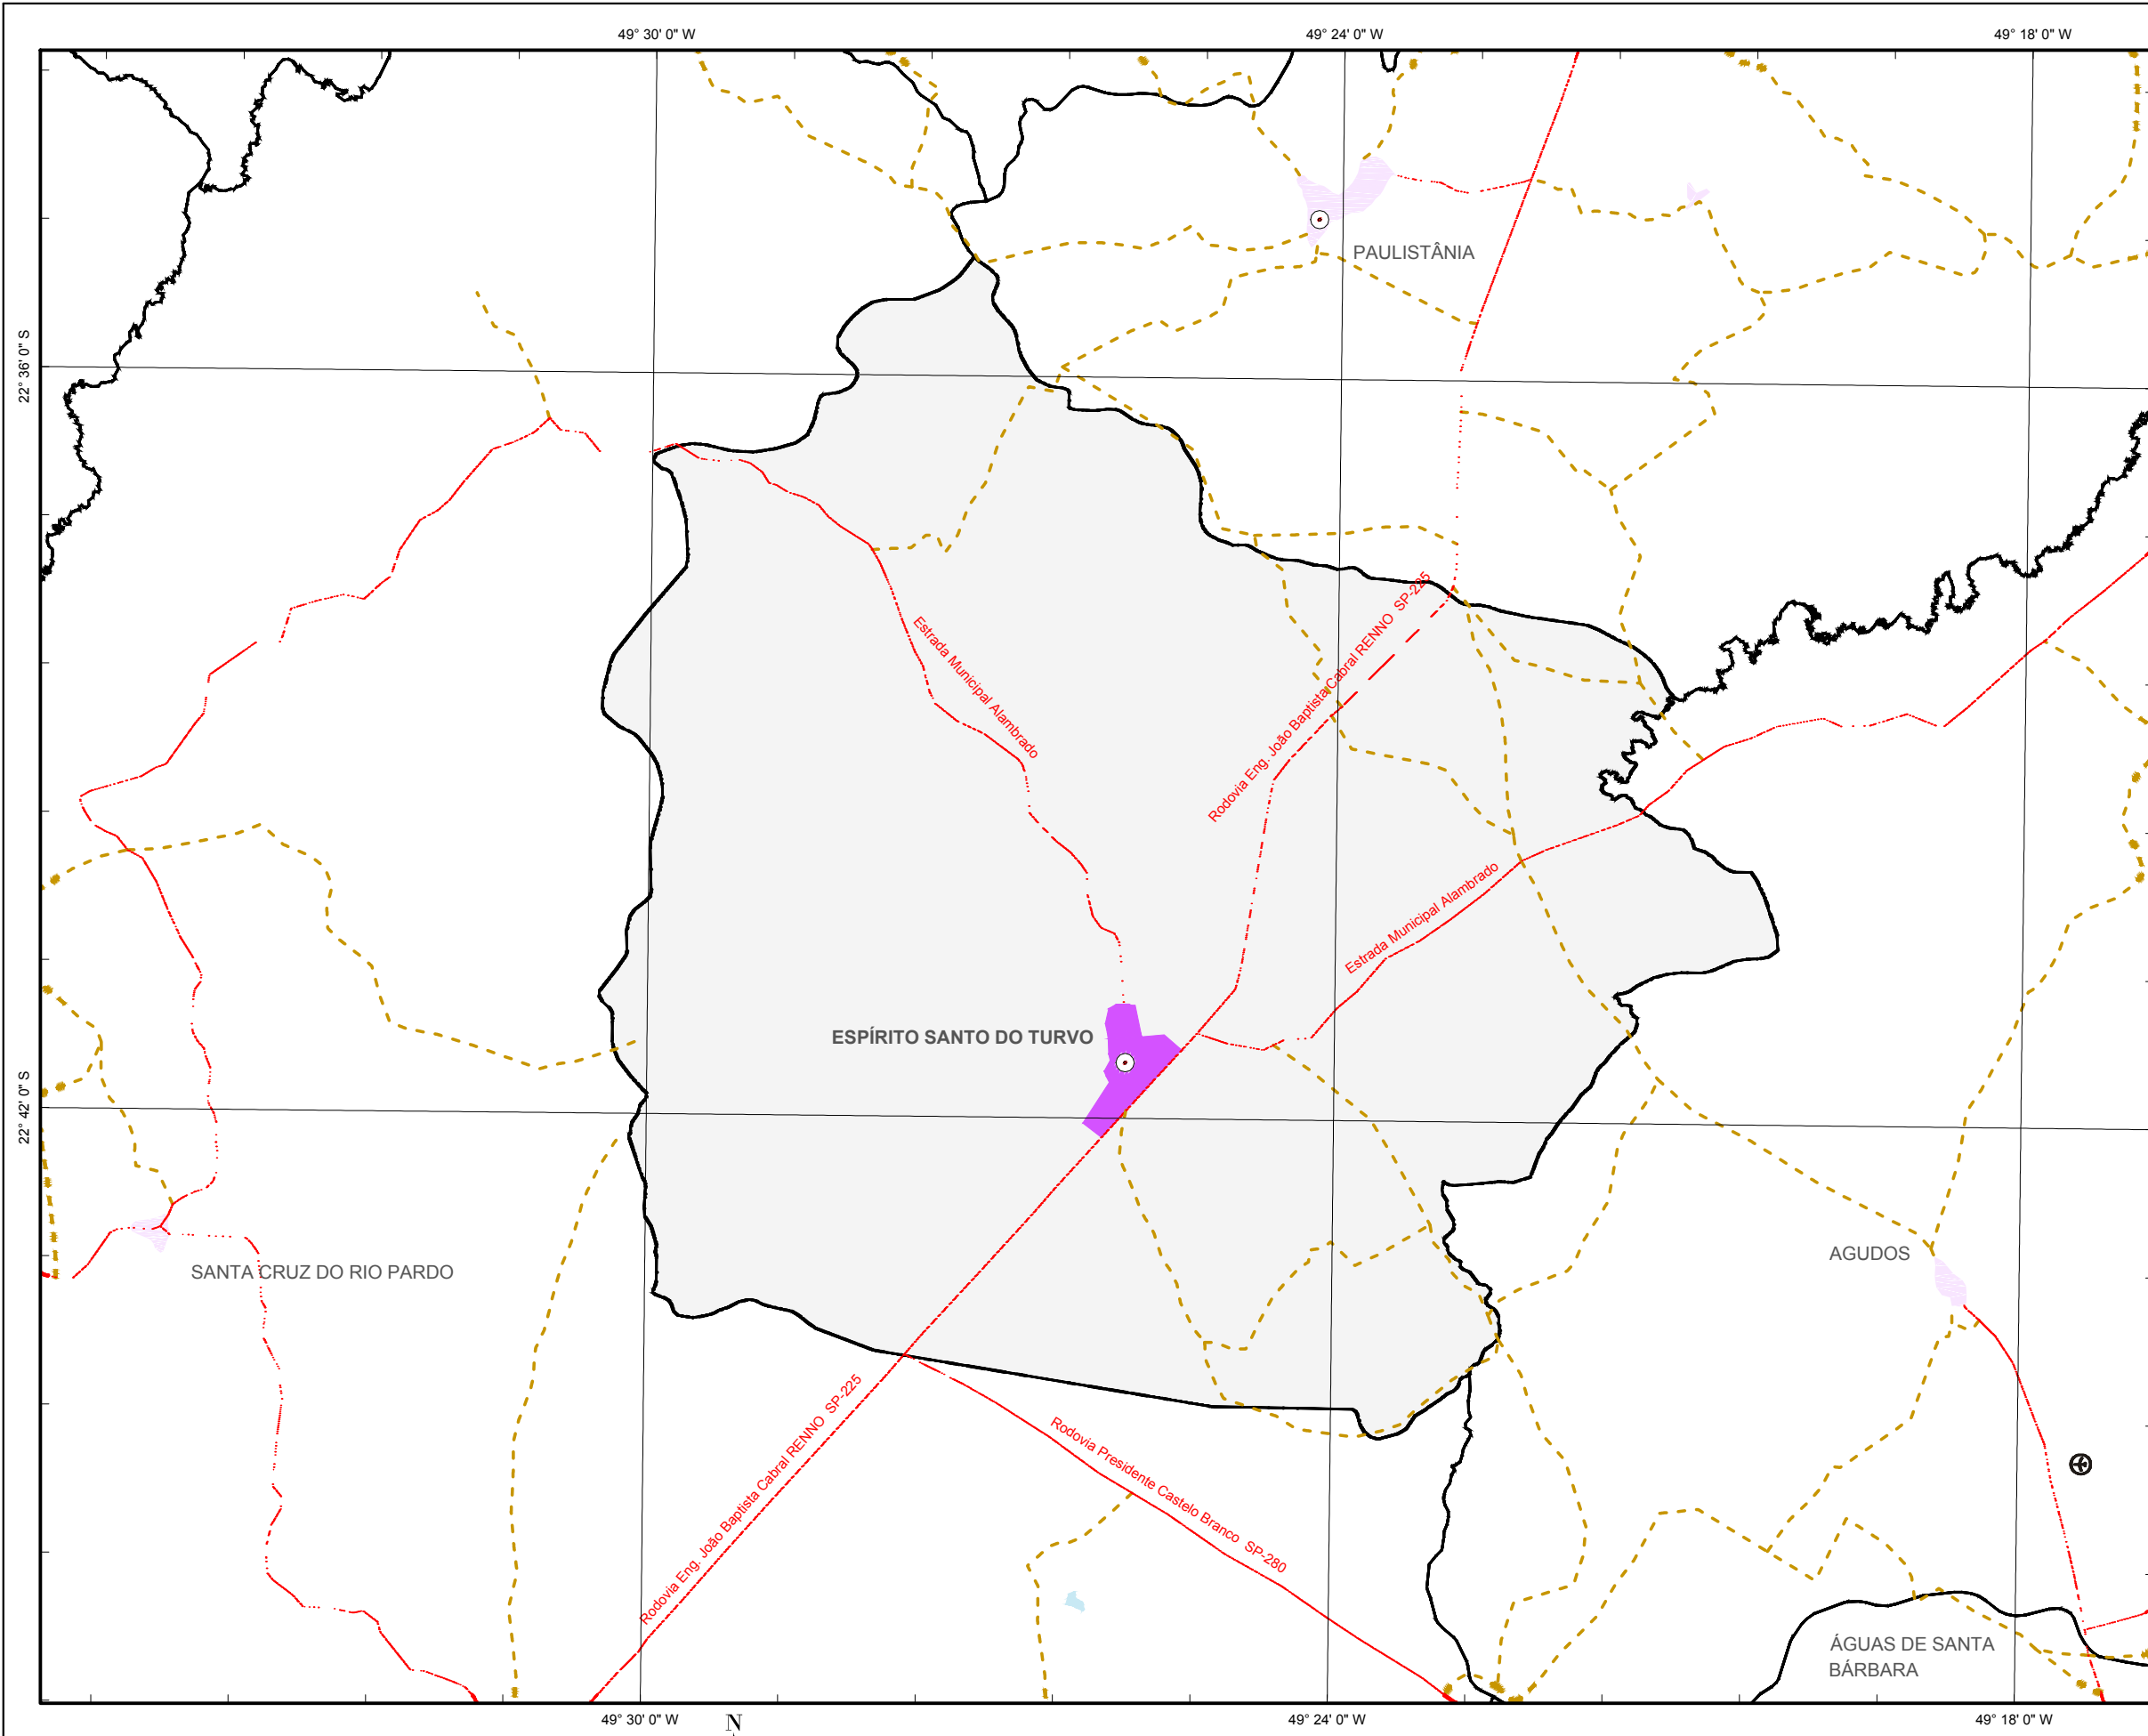 49° 30' 0" W
49° 24' 0" W
49° 18' 0" W
PAULISTÂNIA
22° 36' 0" S
Rodovia Eng. João Baptista Cabral RENNO SP-225
Estrada Municipal Alambrado
Estrada Municipal Alambrado
ESPÍRITO SANTO DO TURVO
22° 42' 0" S
AGUDOS
SANTA CRUZ DO RIO PARDO
Rodovia Eng. João Baptista Cabral RENNO SP-225
Rodovia Presidente Castelo Branco SP-280
ÁGUAS DE SANTA
BÁRBARA
49° 30' 0" W
N
49° 24' 0" W
49° 18' 0" W